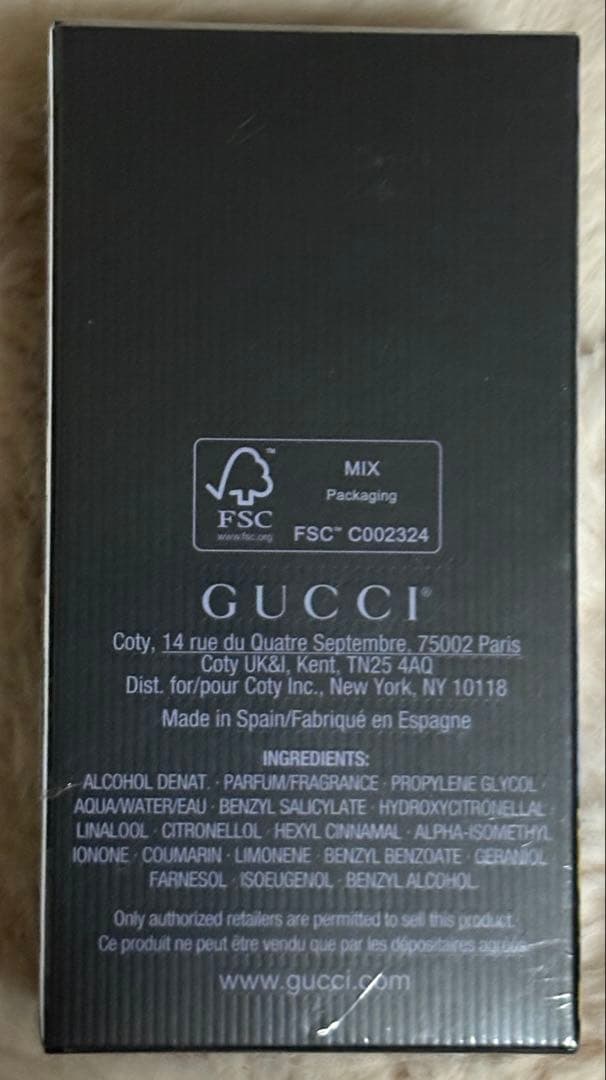 MIX
Packaging
FSC
www.fsc.org
FSC™ C002324
GUCCI®
Coty, 14 rue du Quatre Septembre, 75002 Paris
Coty UK&I, Kent, TN25 4AQ
Dist. for/pour Coty Inc., New York, NY 10118
Made in Spain/Fabriqué en Espagne
INGREDIENTS:
ALCOHOL DENAT. · PARFUM/FRAGRANCE · PROPYLENE GLYCOL ·
AQUA/WATER/EAU · BENZYL SALICYLATE · HYDROXYCITRONELLAL ·
LINALOOL · CITRONELLOL · HEXYL CINNAMAL · ALPHA-ISOMETHYL
IONONE · COUMARIN · LIMONENE · BENZYL BENZOATE · GERANIOL ·
FARNESOL · ISOEUGENOL · BENZYL ALCOHOL.
Only authorized retailers are permitted to sell this product.
Ce produit ne peut être vendu que par les dépositaires agréés.
www.gucci.com